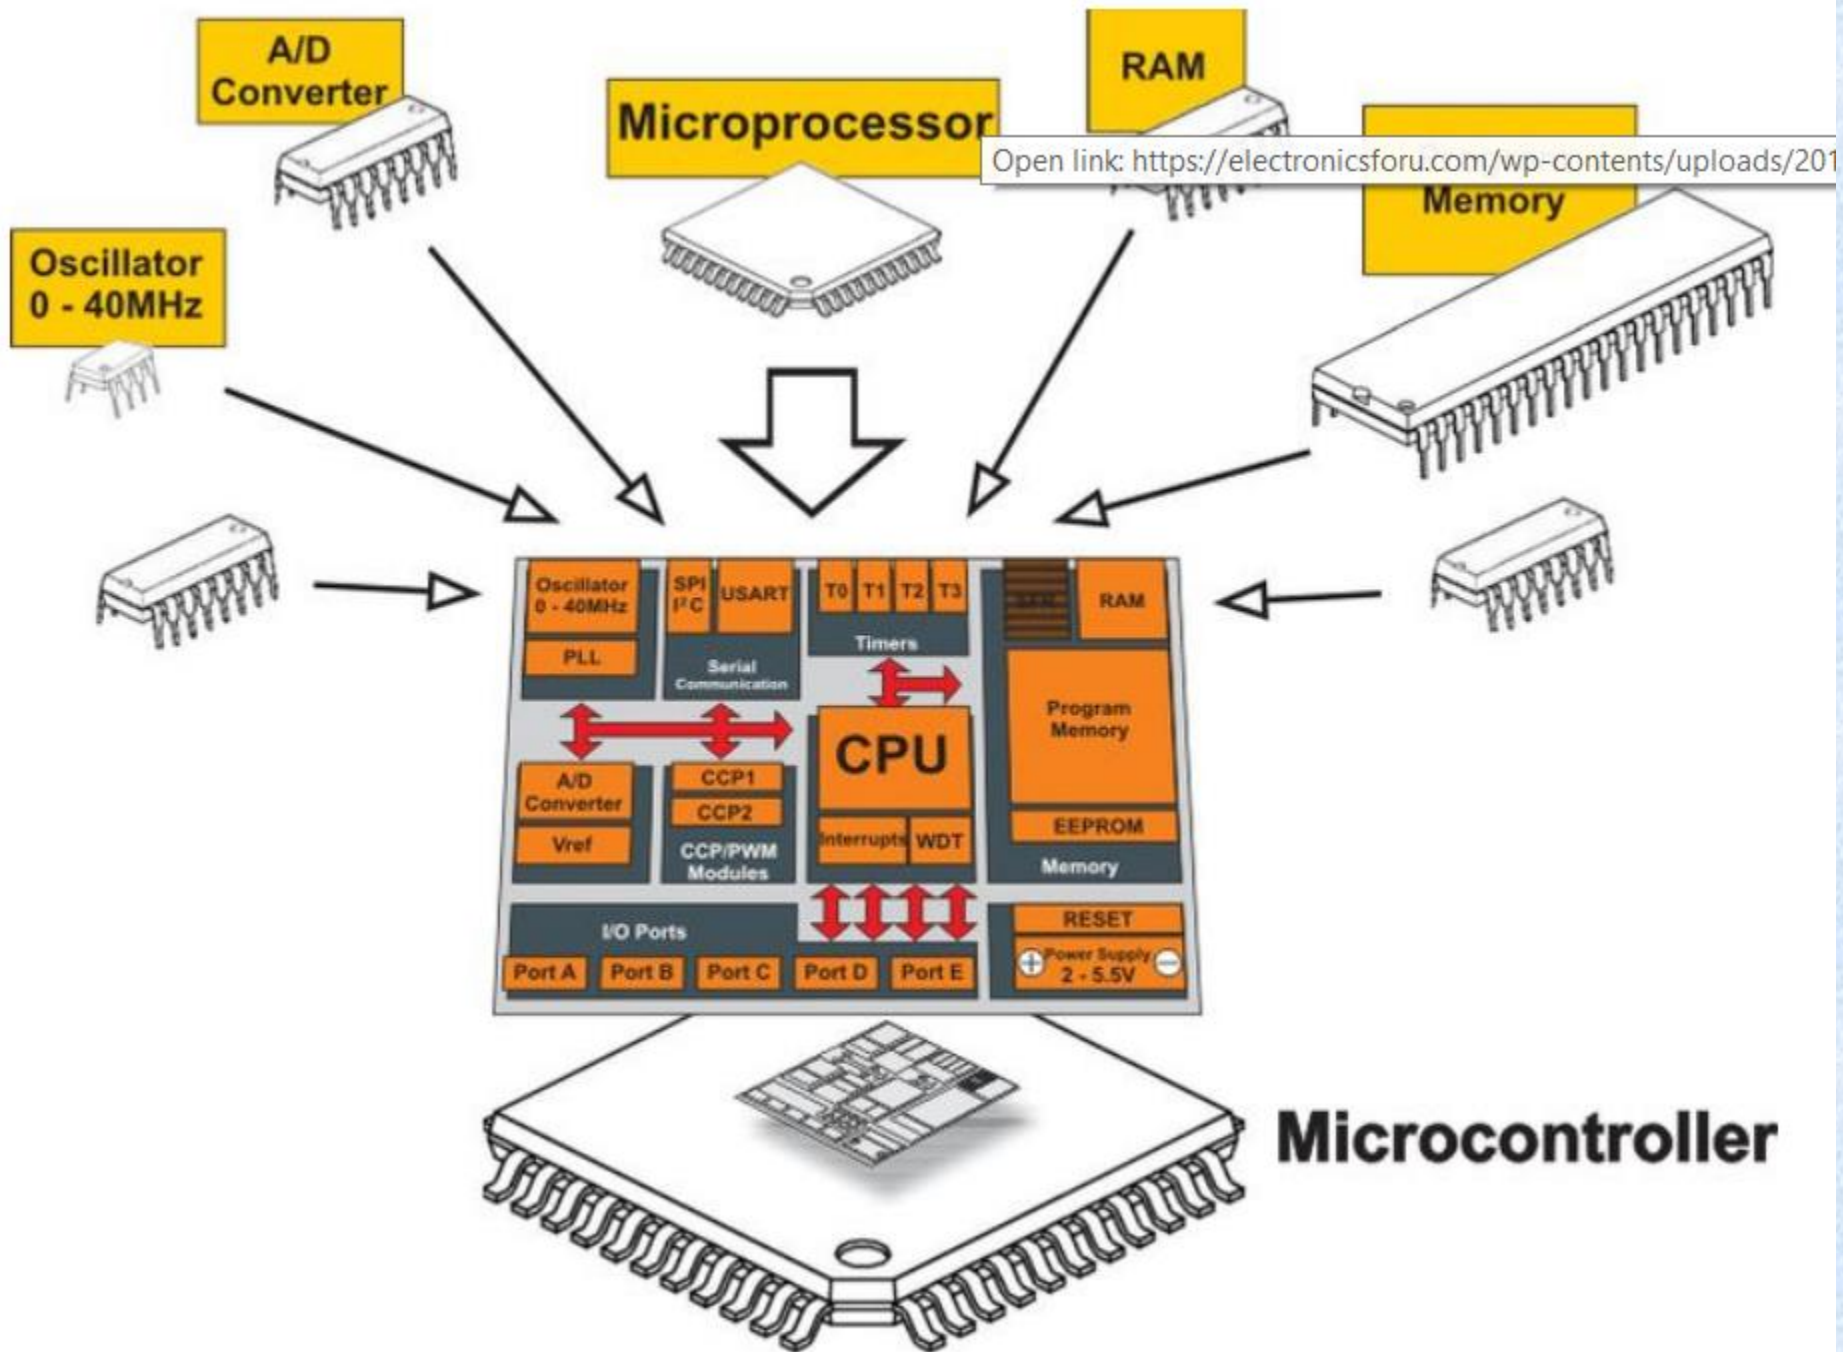 A/D
Converter
Microprocessor
RAM
Open link: https://electronicsforu.com/wp-contents/uploads/201
Memory
Oscillator
0 - 40MHz
Oscillator
0 - 40MHz
PLL
SPI
I²C
USART
Serial
Communication
T0 T1 T2 T3
Timers
RAM
Program
Memory
EEPROM
Memory
A/D
Converter
Vref
CCP1
CCP2
CCP/PWM
Modules
CPU
Interrupts WDT
I/O Ports
Port A Port B Port C Port D Port E
RESET
Power Supply
2 - 5.5V
Microcontroller